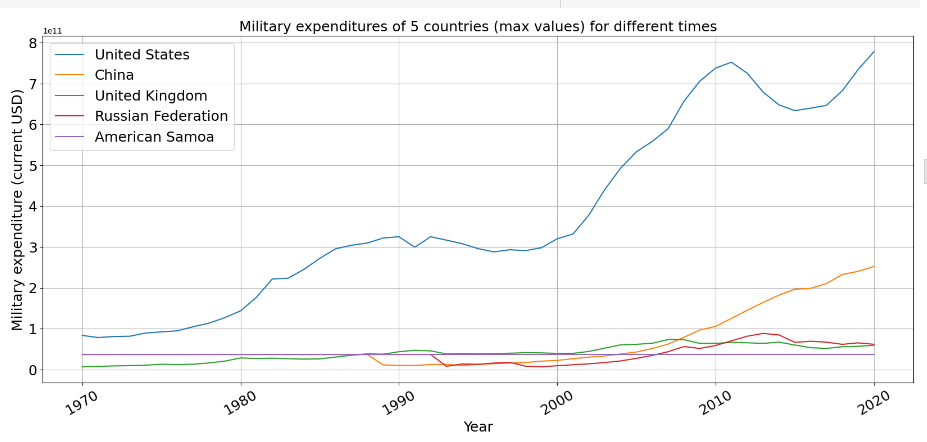 Military expenditures of 5 countries (max values) for different times
1e11
8
7
6
5
4
3
2
1
0
Military expenditure (current USD)
United States
China
United Kingdom
Russian Federation
American Samoa
1970
1980
1990
2000
2010
2020
Year